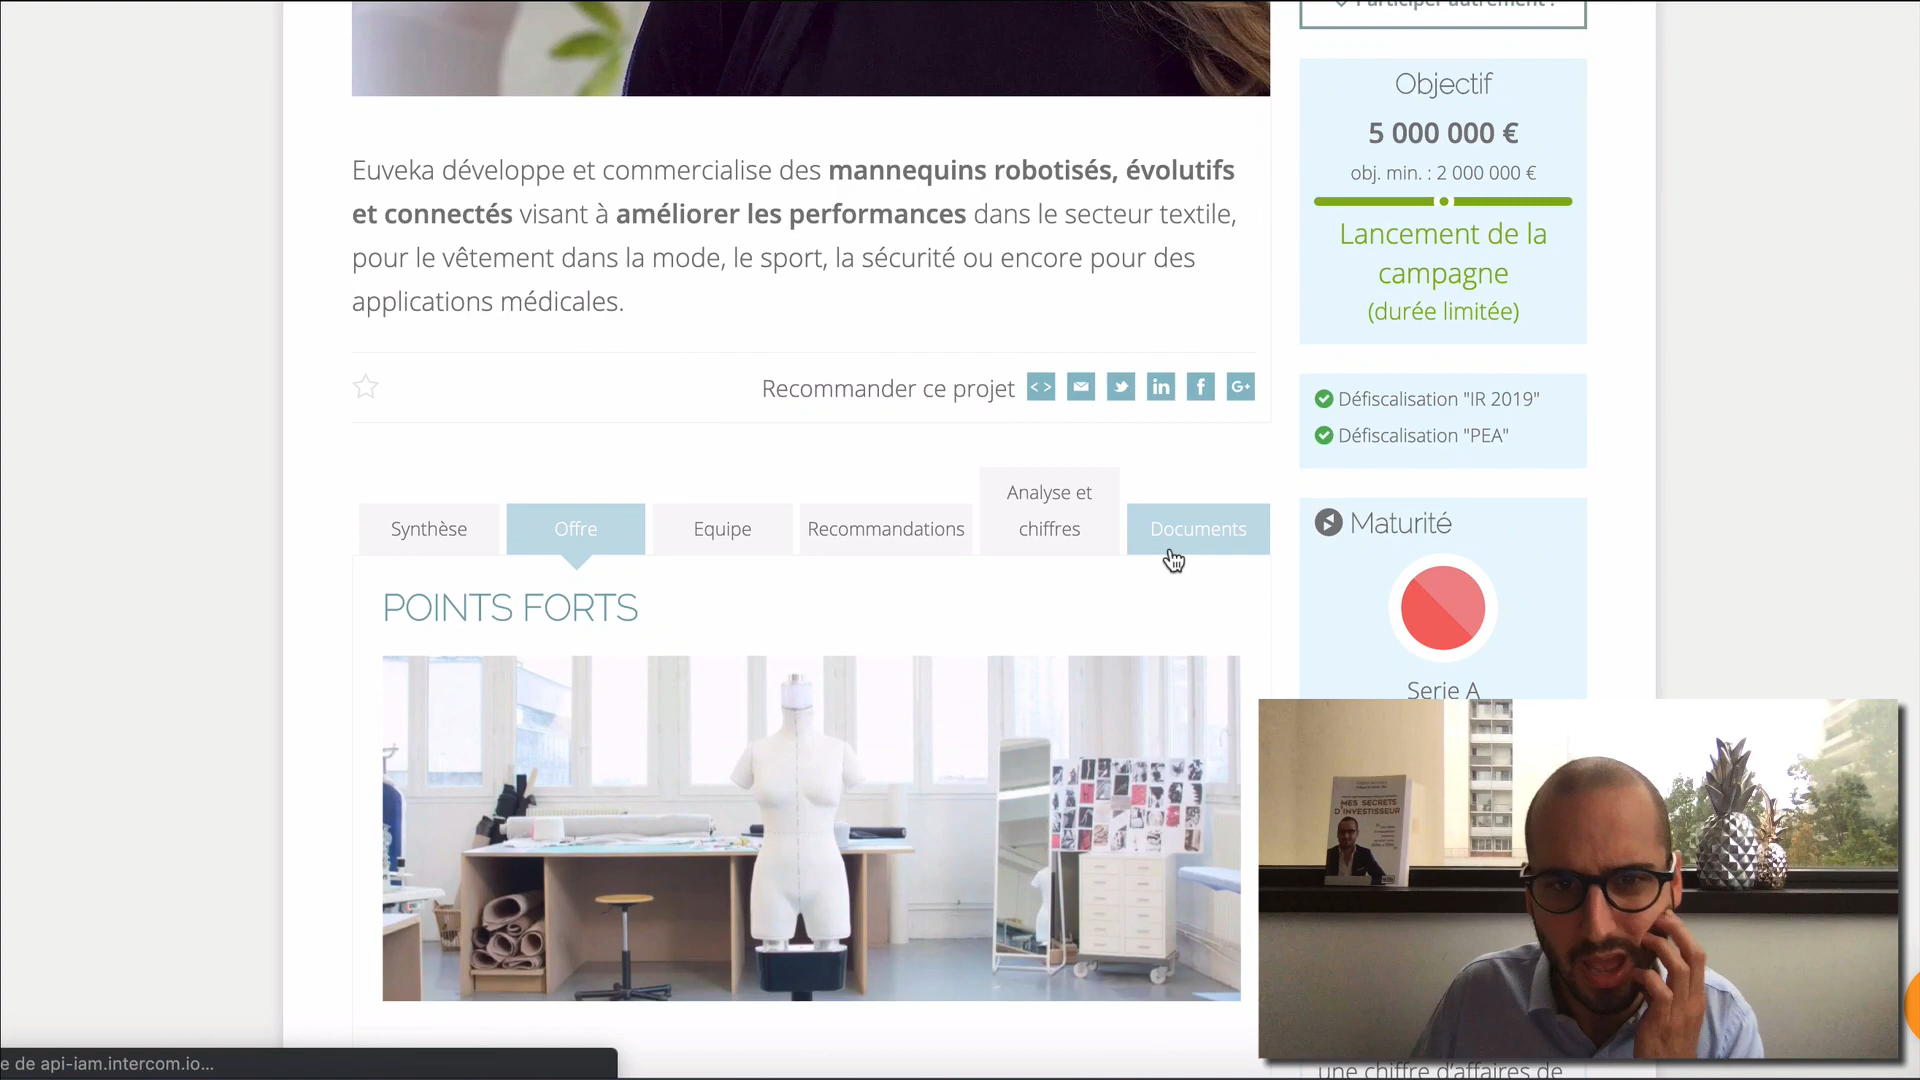 Participer autrement !
Objectif
5 000 000 €
obj. min. : 2 000 000 €
Lancement de la
campagne
(durée limitée)
Euveka développe et commercialise des mannequins robotisés, évolutifs
et connectés visant à améliorer les performances dans le secteur textile,
pour le vêtement dans la mode, le sport, la sécurité ou encore pour des
applications médicales.
Recommander ce projet
Défiscalisation "IR 2019"
Défiscalisation "PEA"
Synthèse
Offre
Equipe
Recommandations
Analyse et
chiffres
Documents
Maturité
Serie A
POINTS FORTS
MES SECRETS
D'INVESTISSEUR
e de api-iam.intercom.io...
une chiffre d'affaires de